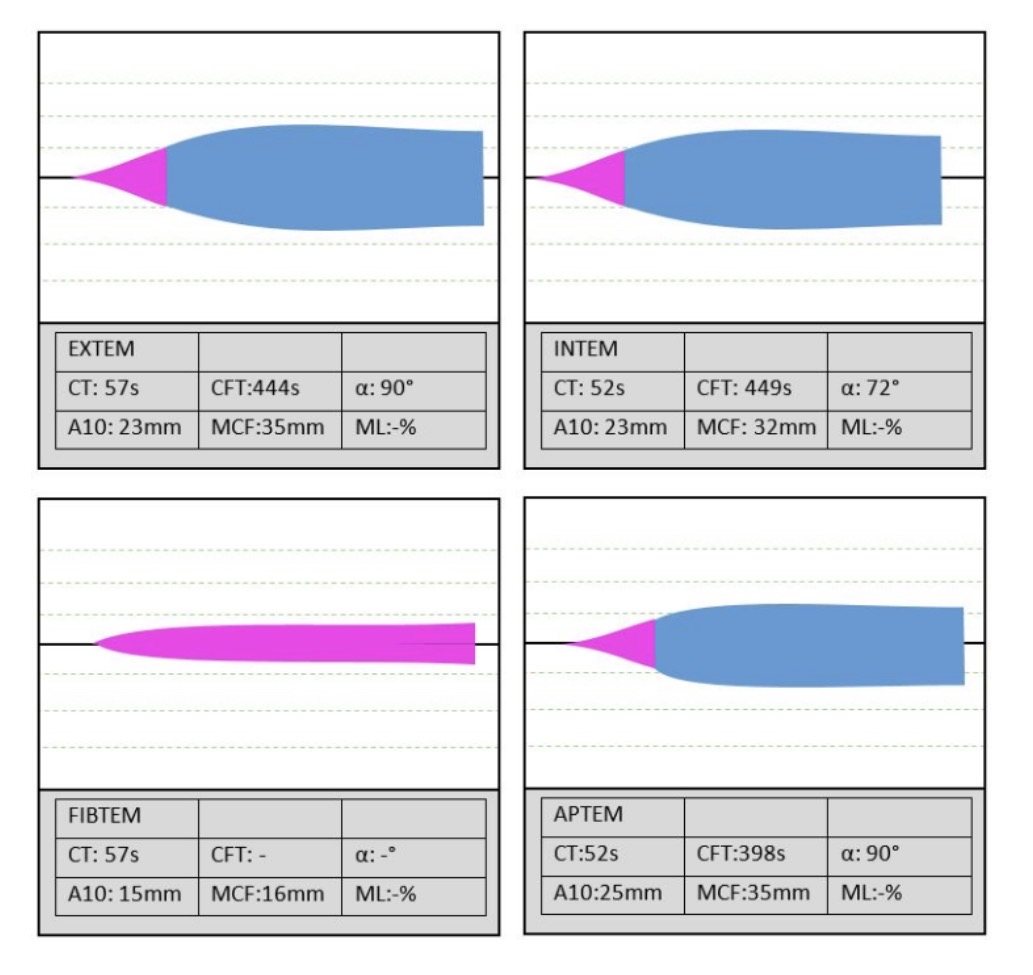 EXTEM
CT: 57s CFT:444s α: 90°
A10: 23mm MCF:35mm ML:-%
INTEM
CT: 52s CFT: 449s α: 72°
A10: 23mm MCF: 32mm ML:-%
FIBTEM
CT: 57s CFT: - α: -°
A10: 15mm MCF:16mm ML:-%
APTEM
CT:52s CFT:398s α: 90°
A10:25mm MCF:35mm ML:-%